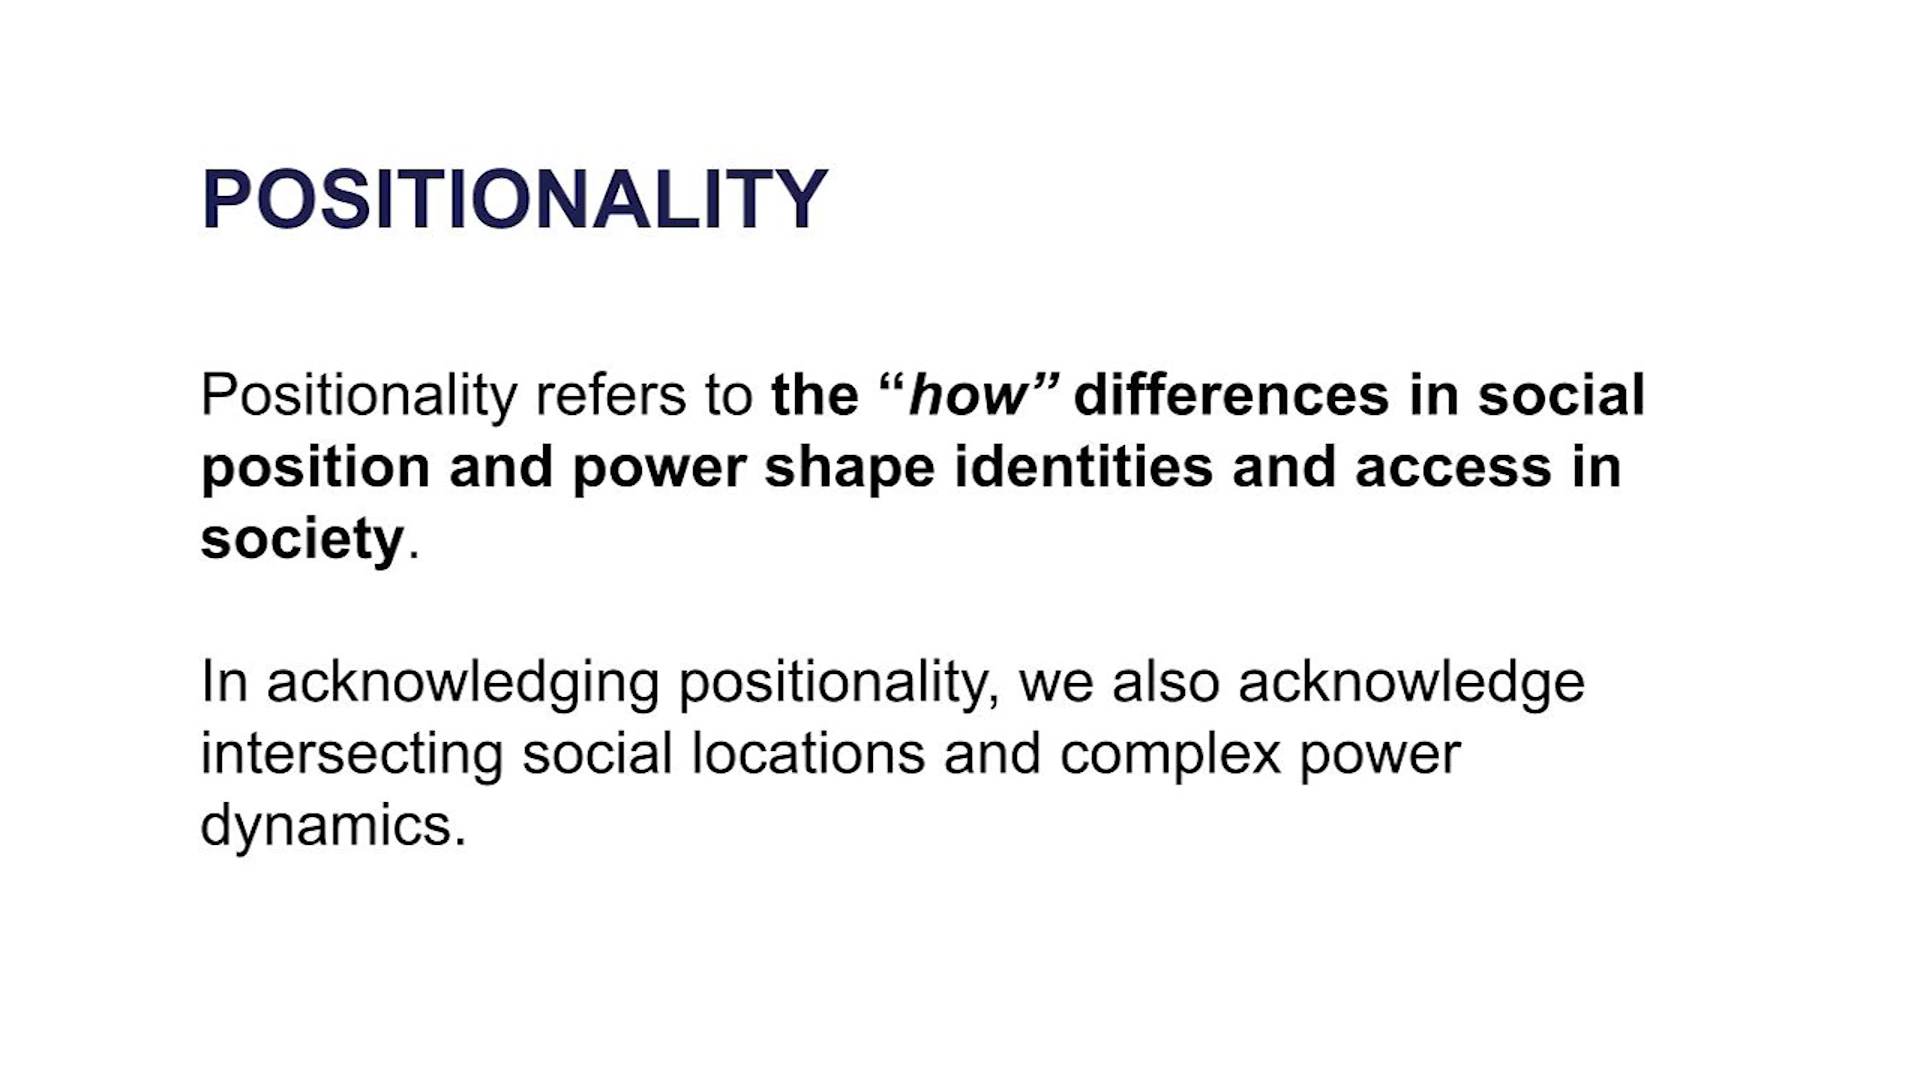 POSITIONALITY
Positionality refers to the “how” differences in social
position and power shape identities and access in
society.
In acknowledging positionality, we also acknowledge
intersecting social locations and complex power
dynamics.